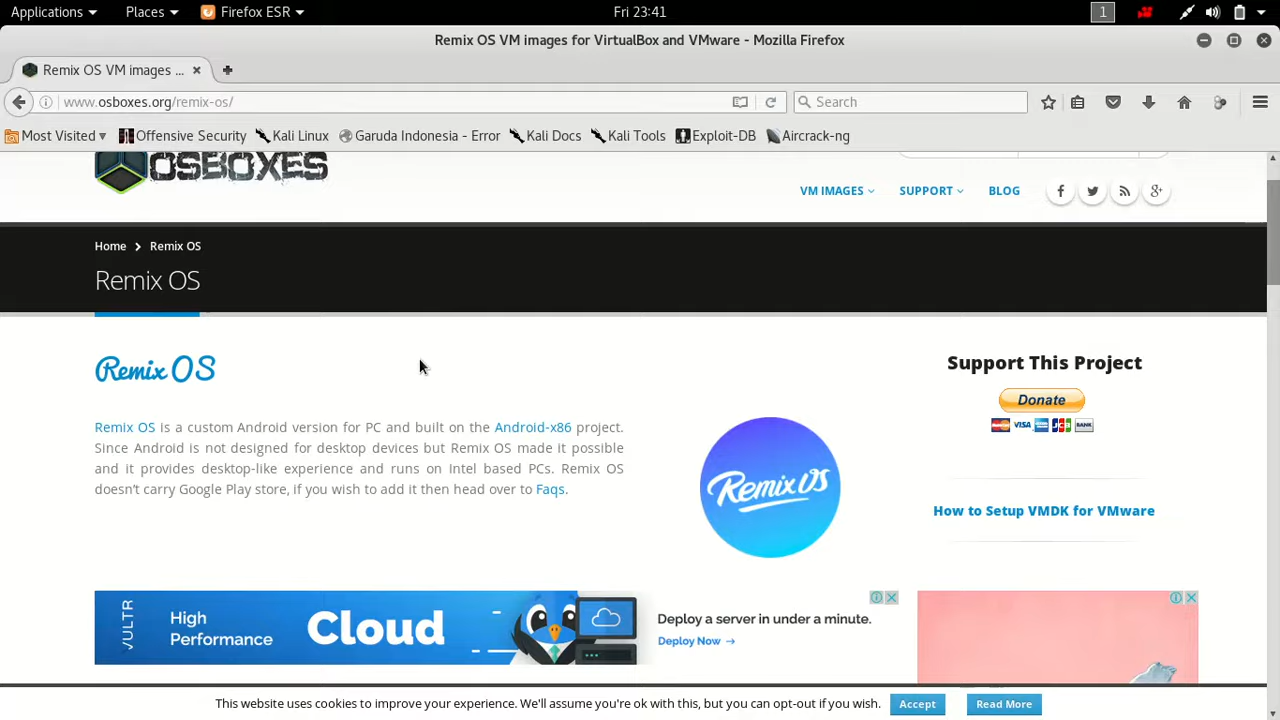 Applications Places Firefox ESR Fri 23:41 1
Remix OS VM images for VirtualBox and VMware - Mozilla Firefox
Remix OS VM images ...
www.osboxes.org/remix-os/ Search
Most Visited Offensive Security Kali Linux Garuda Indonesia - Error Kali Docs Kali Tools Exploit-DB Aircrack-ng
OSBOXES
VM IMAGES SUPPORT BLOG
Home Remix OS
Remix OS
Remix OS
Support This Project
Donate
VISA
BANK
Remix OS is a custom Android version for PC and built on the Android-x86 project.
Since Android is not designed for desktop devices but Remix OS made it possible
and it provides desktop-like experience and runs on Intel based PCs. Remix OS
doesn't carry Google Play store, if you wish to add it then head over to Faqs.
Remix OS
How to Setup VMDK for VMware
VULTR
High
Performance
Cloud
Deploy a server in under a minute.
Deploy Now →
This website uses cookies to improve your experience. We'll assume you're ok with this, but you can opt-out if you wish. Accept Read More